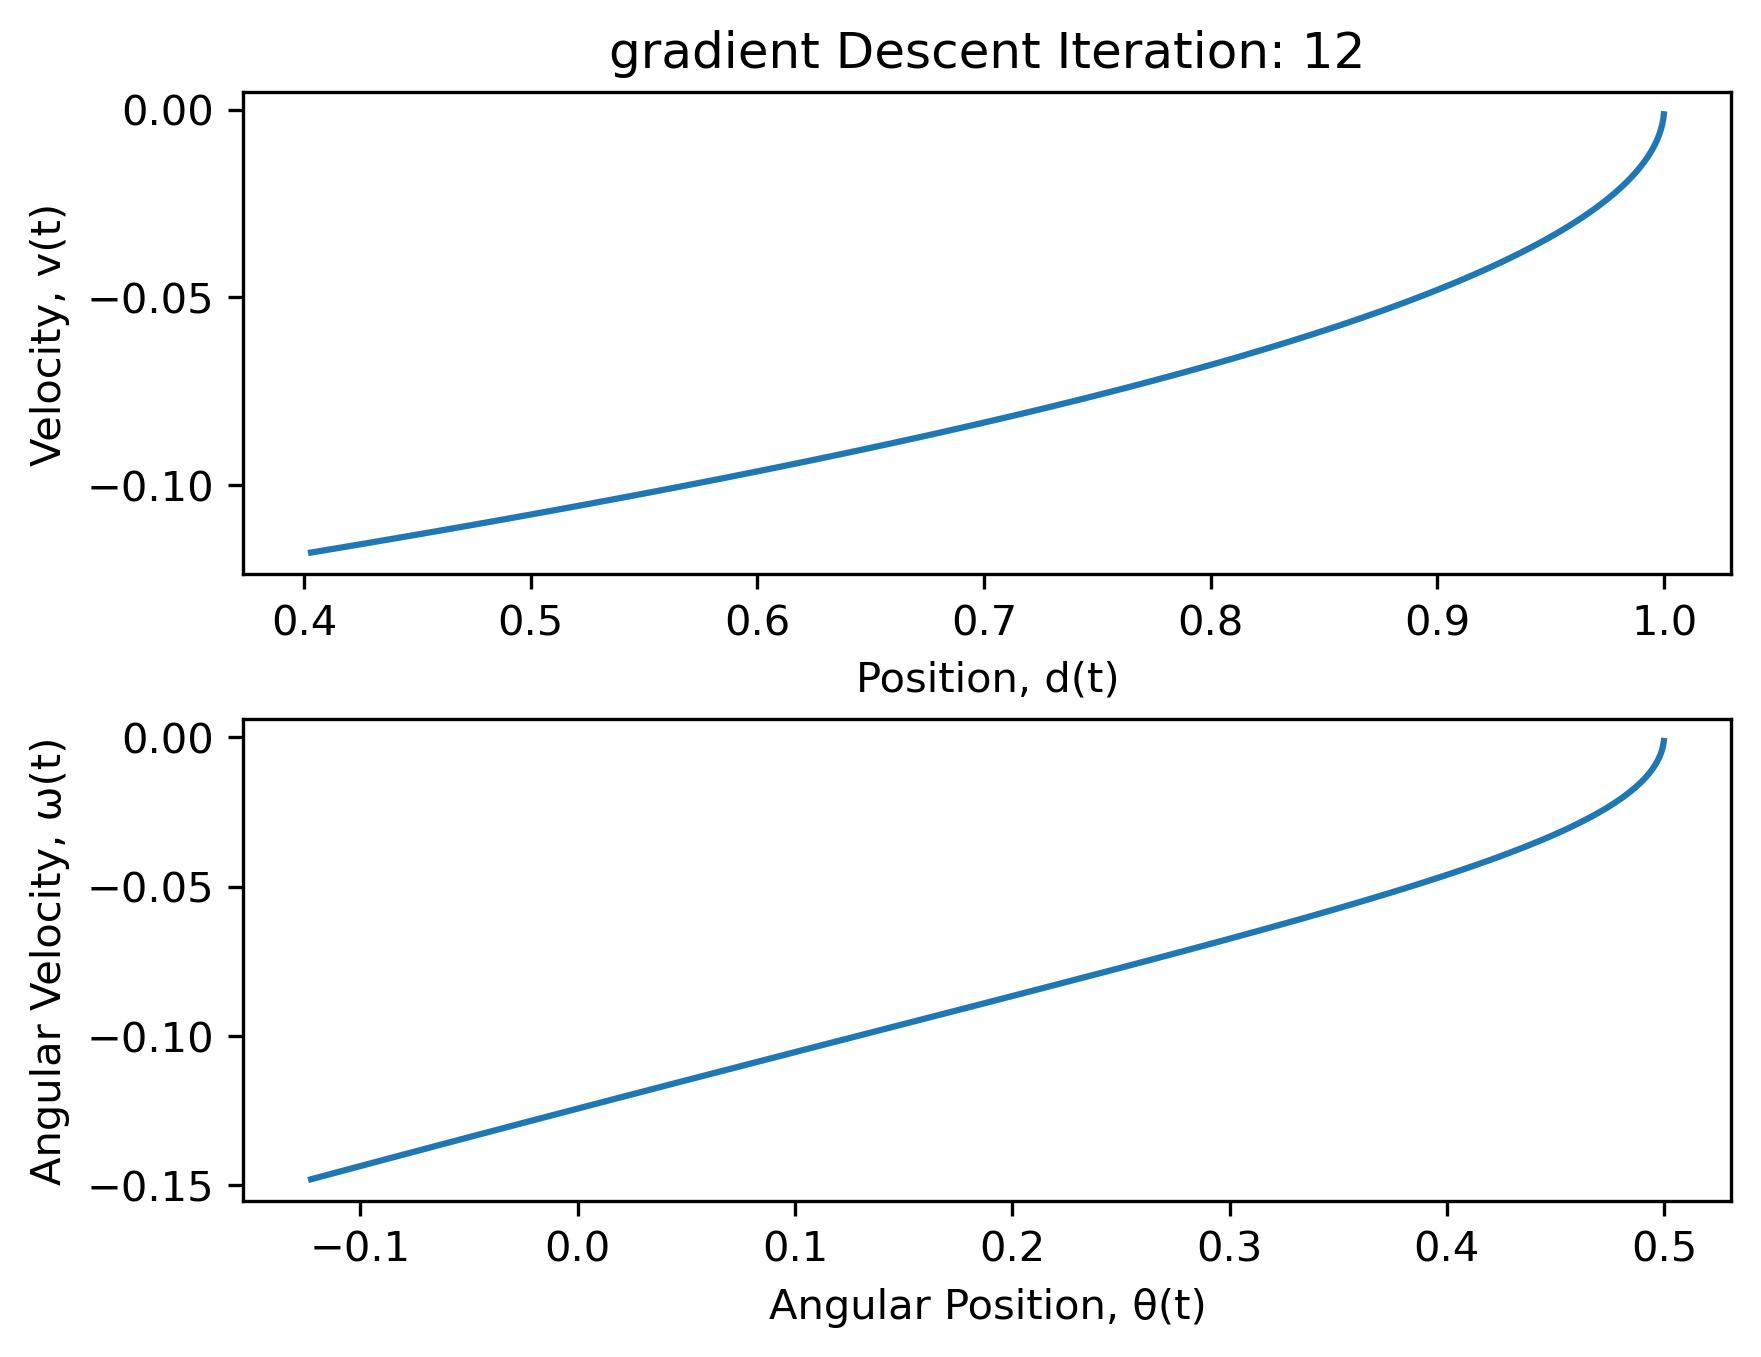 gradient Descent Iteration: 12
0.00
−0.05
−0.10
Velocity, v(t)
0.4 0.5 0.6 0.7 0.8 0.9 1.0
Position, d(t)
0.00
−0.05
−0.10
−0.15
Angular Velocity, ω(t)
−0.1 0.0 0.1 0.2 0.3 0.4 0.5
Angular Position, θ(t)